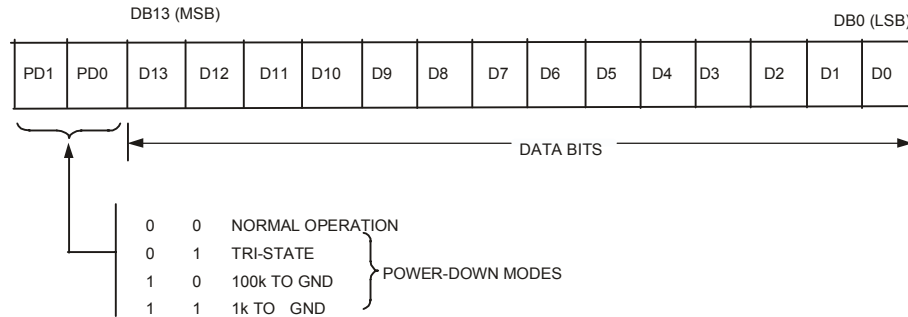 DB13 (MSB)
DB0 (LSB)
PD1 PD0 D13 D12 D11 D10 D9 D8 D7 D6 D5 D4 D3 D2 D1 D0
DATA BITS
0 0 NORMAL OPERATION
0 1 TRI-STATE
1 0 100k TO GND
1 1 1k TO GND
POWER-DOWN MODES